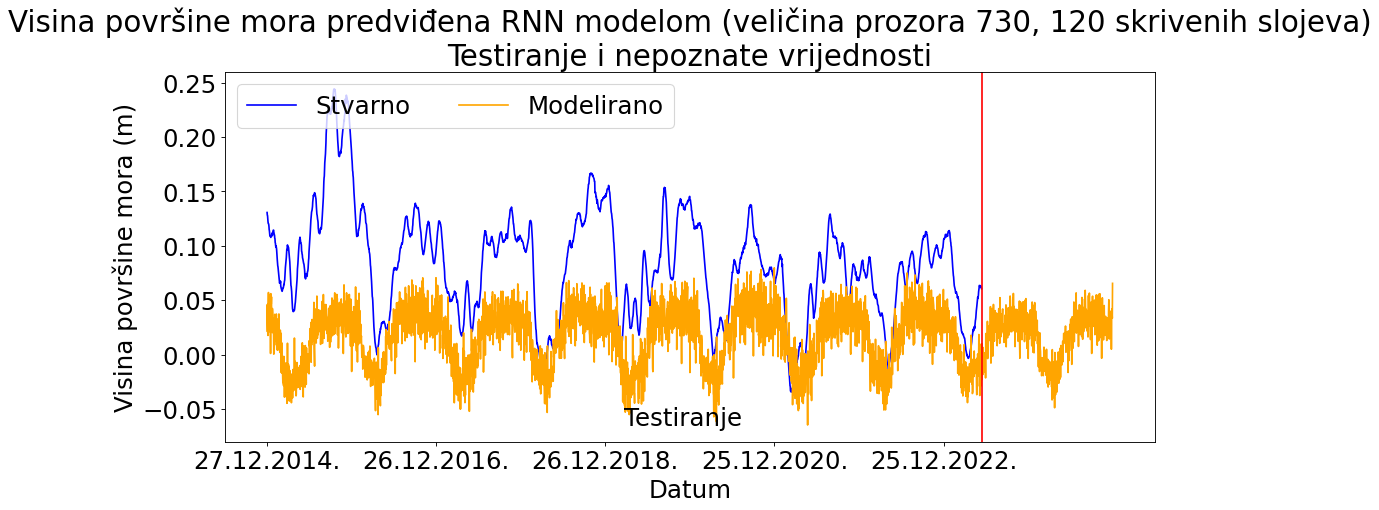 Visina površine mora predviđena RNN modelom (veličina prozora 730, 120 skrivenih slojeva)
Testiranje i nepoznate vrijednosti
Stvarno
Modelirano
Visina površine mora (m)
0.25
0.20
0.15
0.10
0.05
0.00
−0.05
Testiranje
27.12.2014.
26.12.2016.
26.12.2018.
25.12.2020.
25.12.2022.
Datum